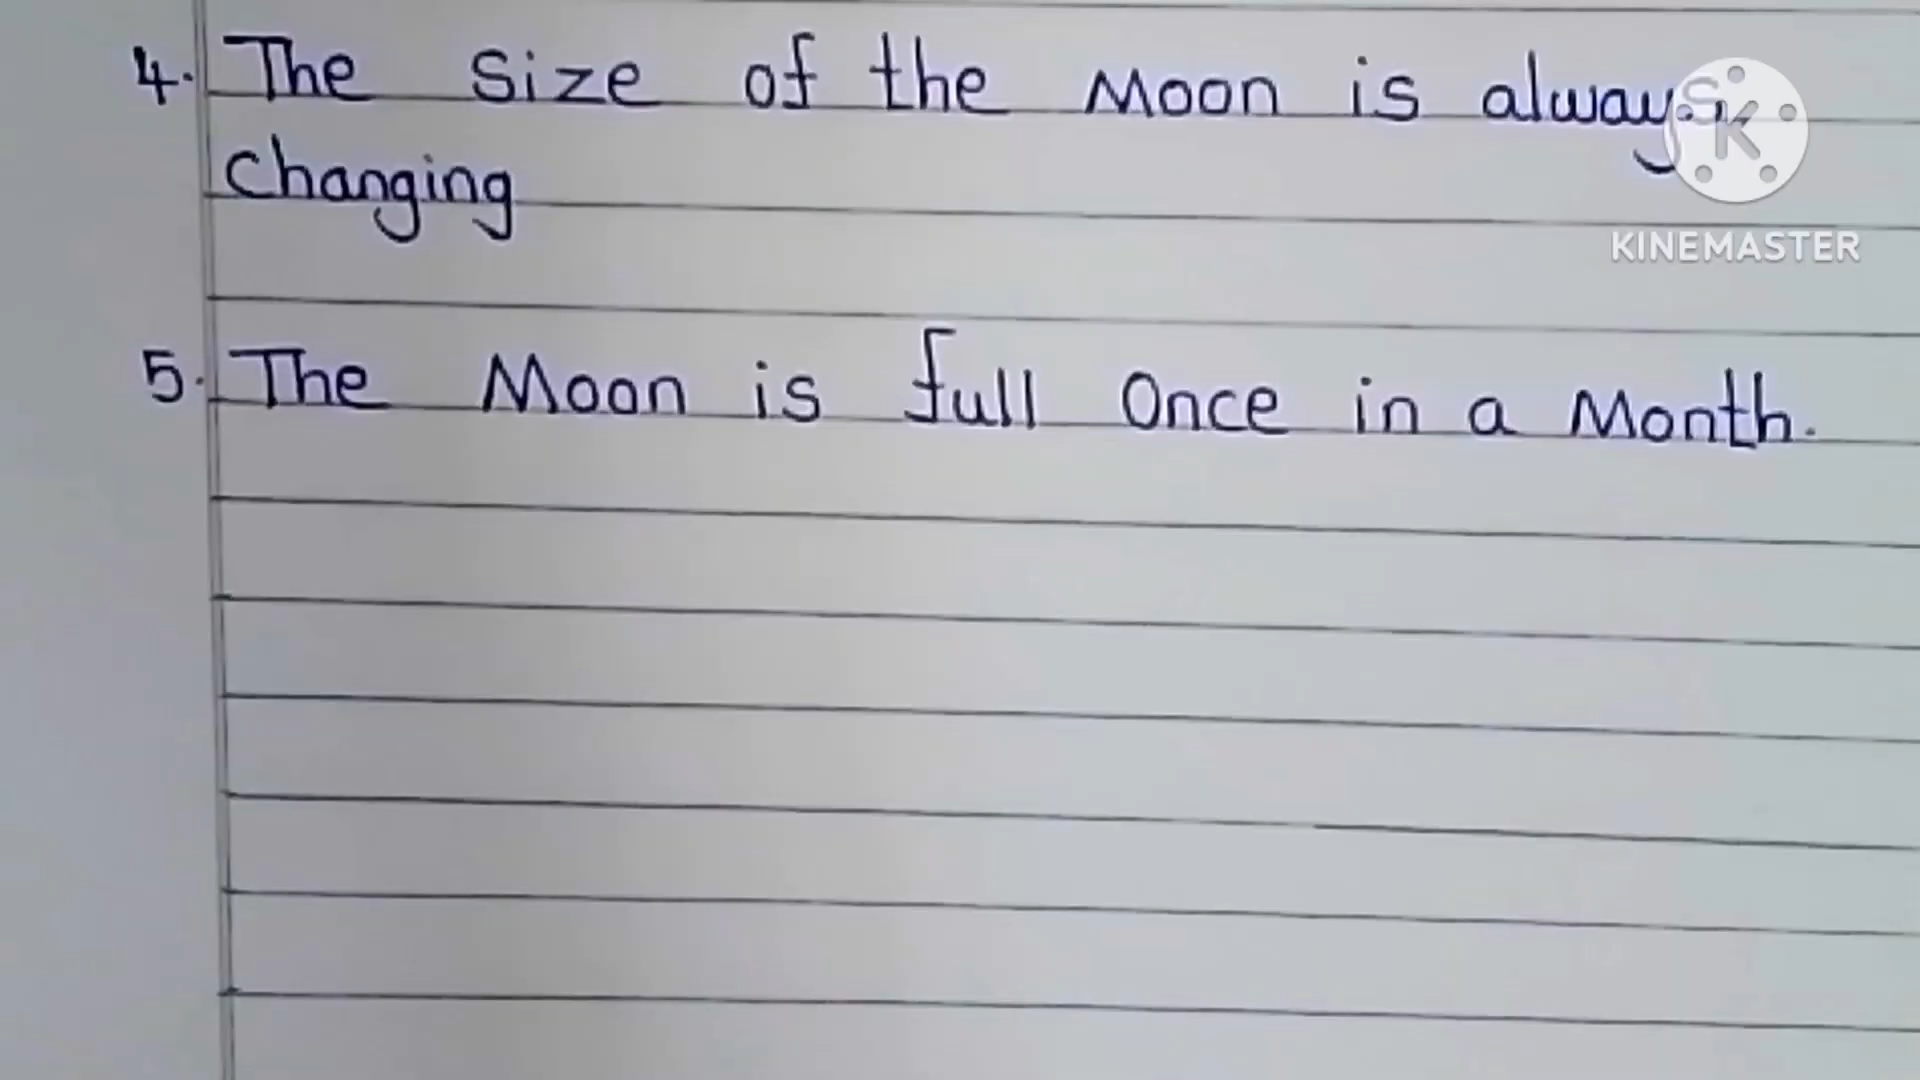 4. The size of the Moon is always
changing
KINEMASTER
5. The Moon is full Once in a Month.